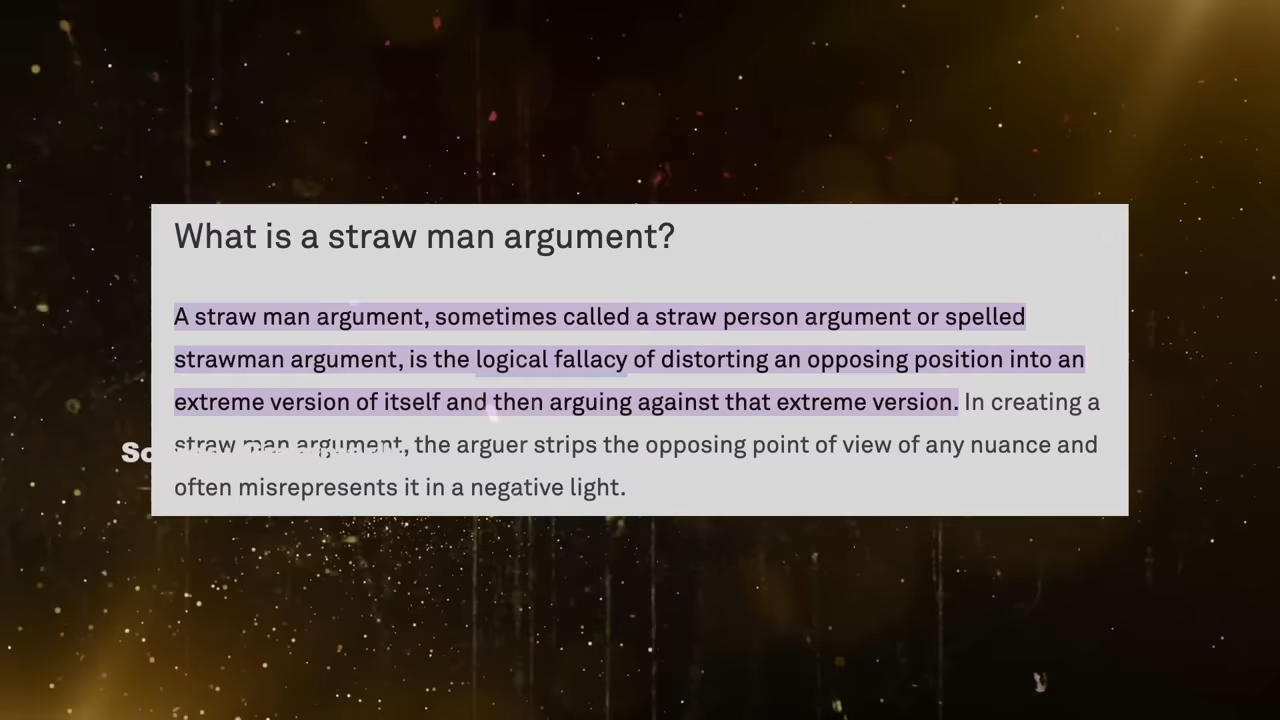 What is a straw man argument?
A straw man argument, sometimes called a straw person argument or spelled
strawman argument, is the logical fallacy of distorting an opposing position into an
extreme version of itself and then arguing against that extreme version. In creating a
straw man argument, the arguer strips the opposing point of view of any nuance and
often misrepresents it in a negative light.